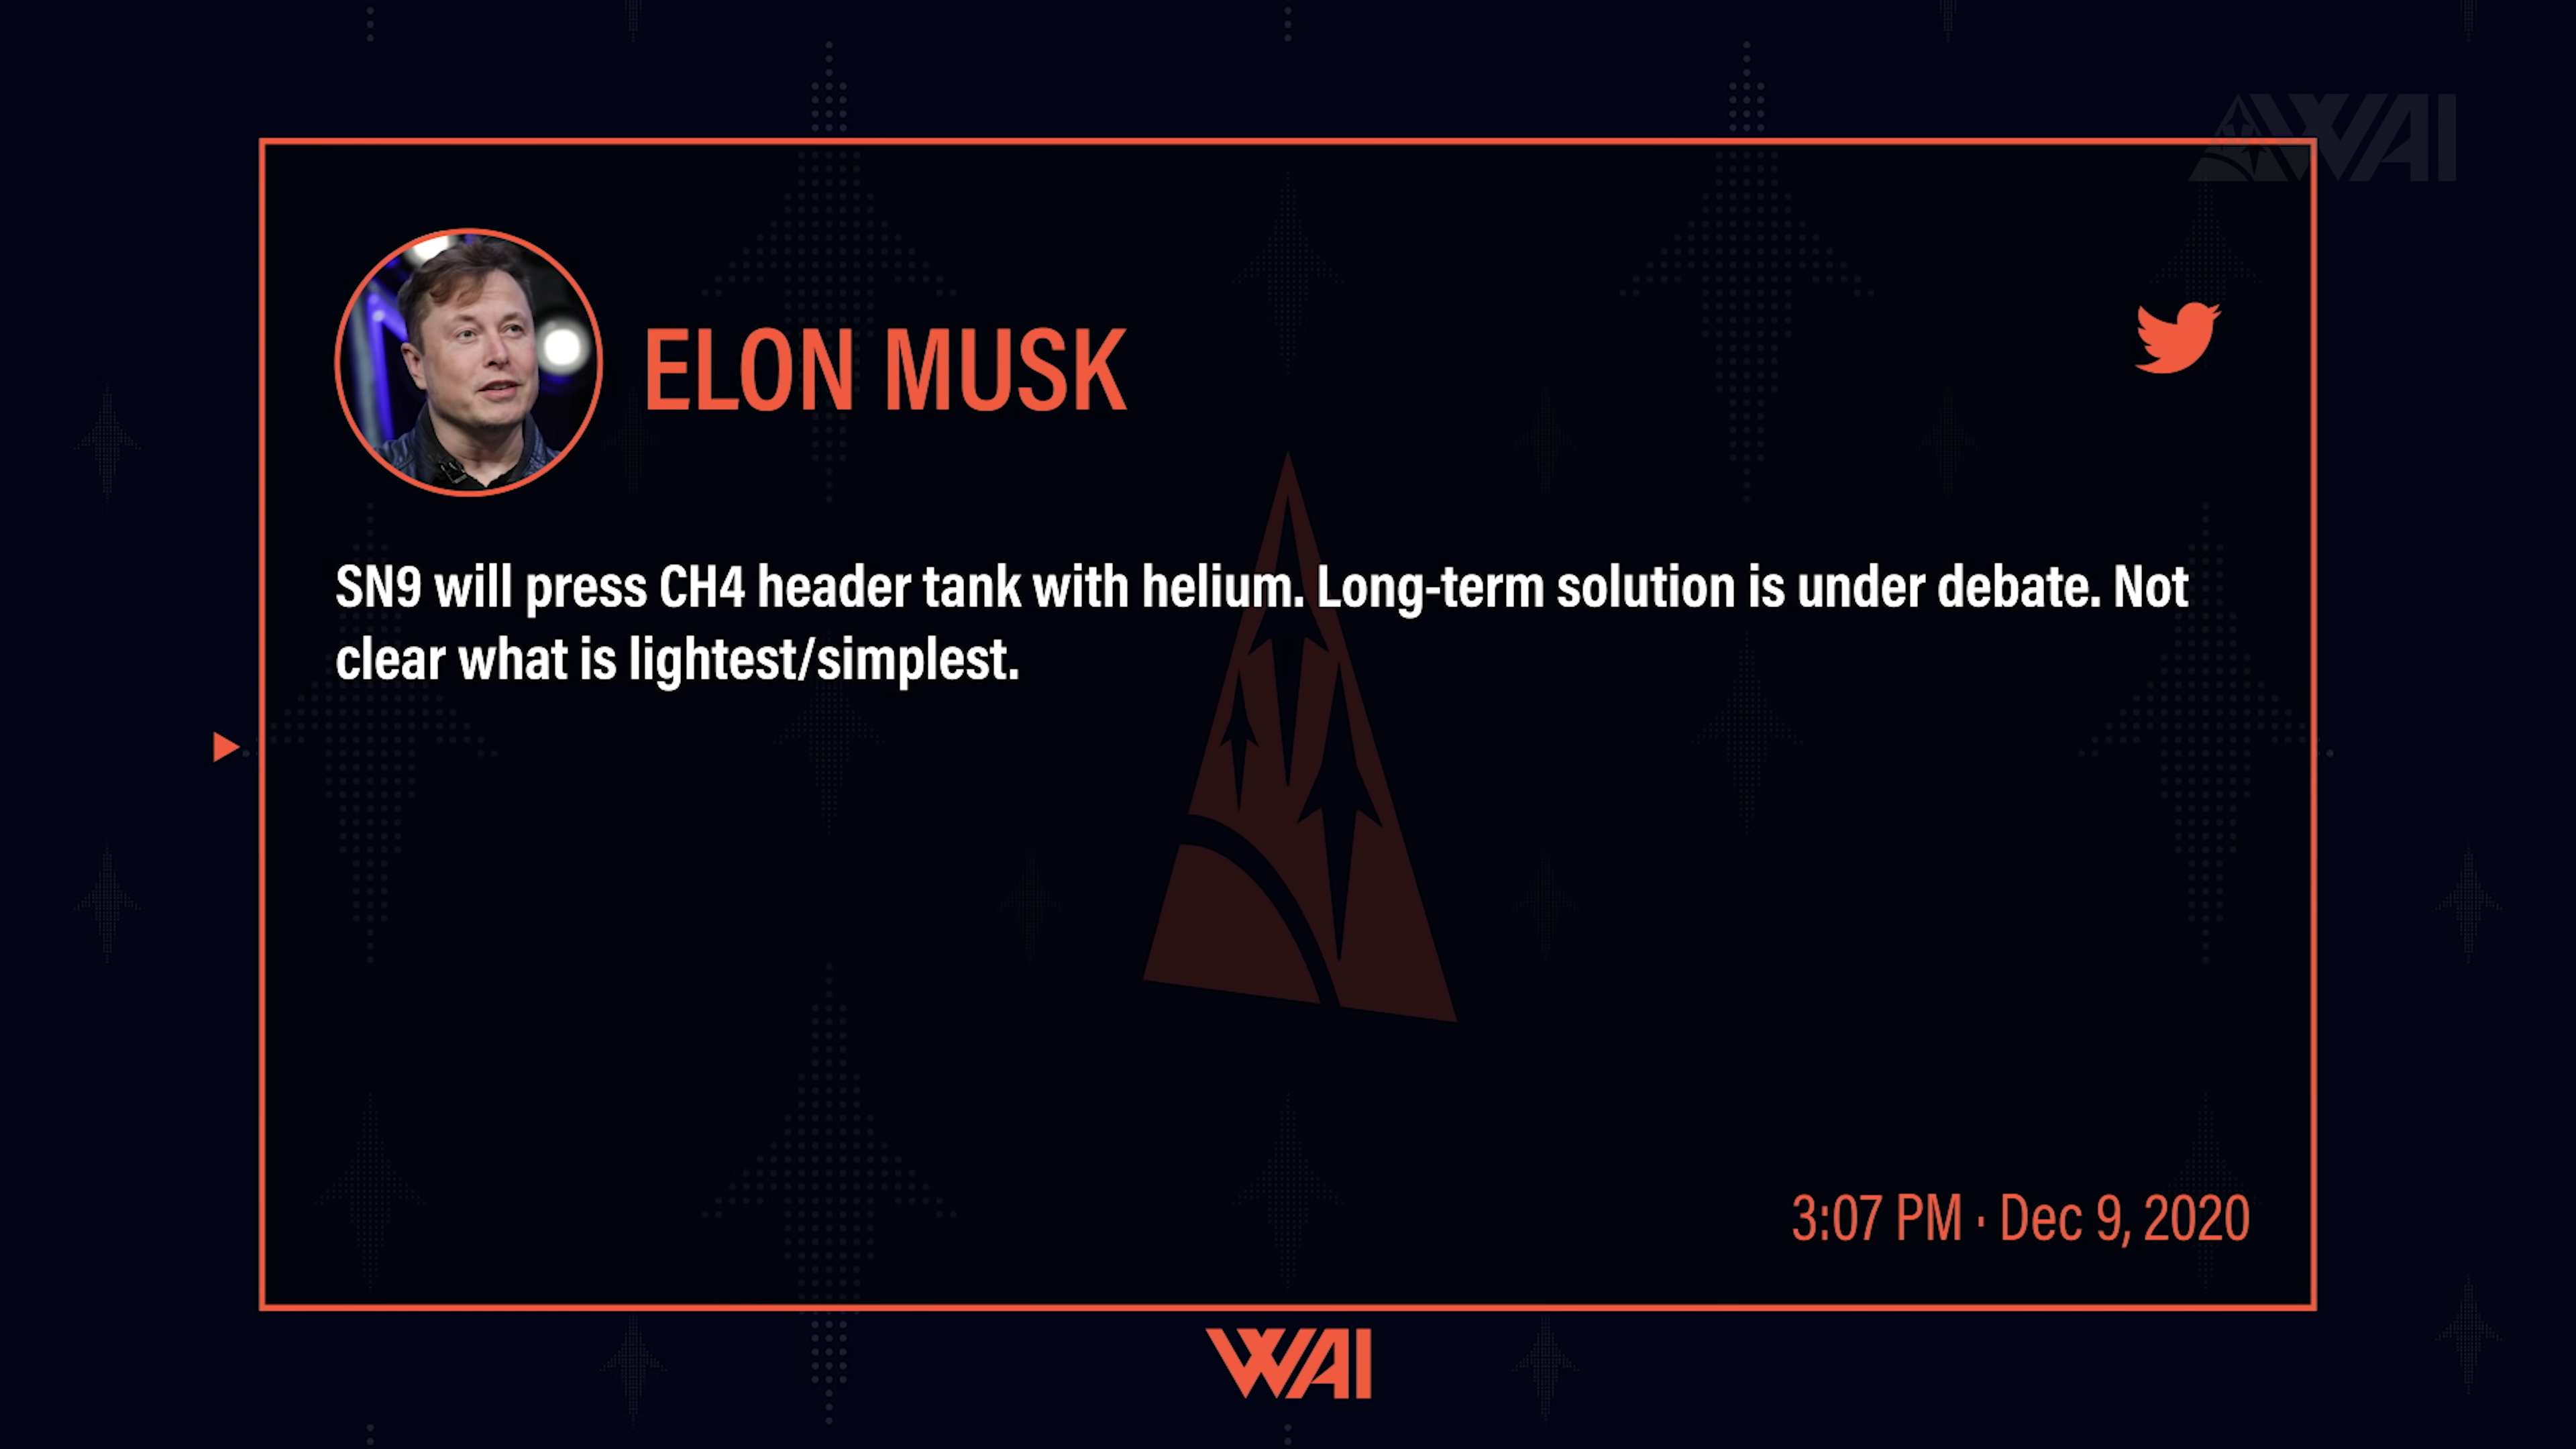 WAI
ELON MUSK
SN9 will press CH4 header tank with helium. Long-term solution is under debate. Not
clear what is lightest/simplest.
3:07 PM · Dec 9, 2020
WAI